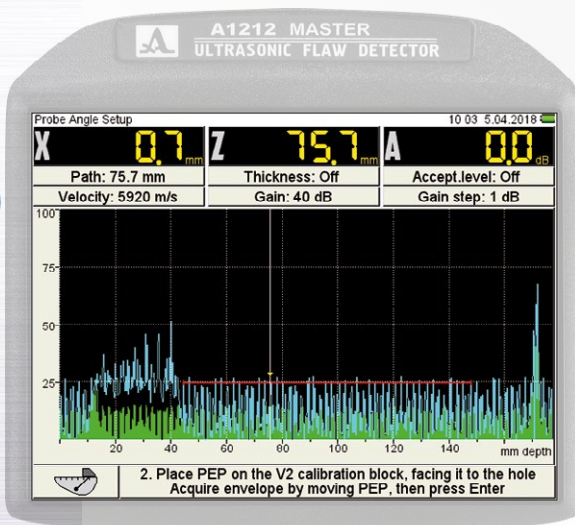 A1212 MASTER
ULTRASONIC FLAW DETECTOR
Probe Angle Setup
10 03 5.04.2018
X 0.7 mm
Z 75.7 mm
A 0.0 dB
Path: 75.7 mm
Thickness: Off
Accept.level: Off
Velocity: 5920 m/s
Gain: 40 dB
Gain step: 1 dB
100
75
50
25
20 40 60 80 100 120 140 mm depth
2. Place PEP on the V2 calibration block, facing it to the hole
Acquire envelope by moving PEP, then press Enter